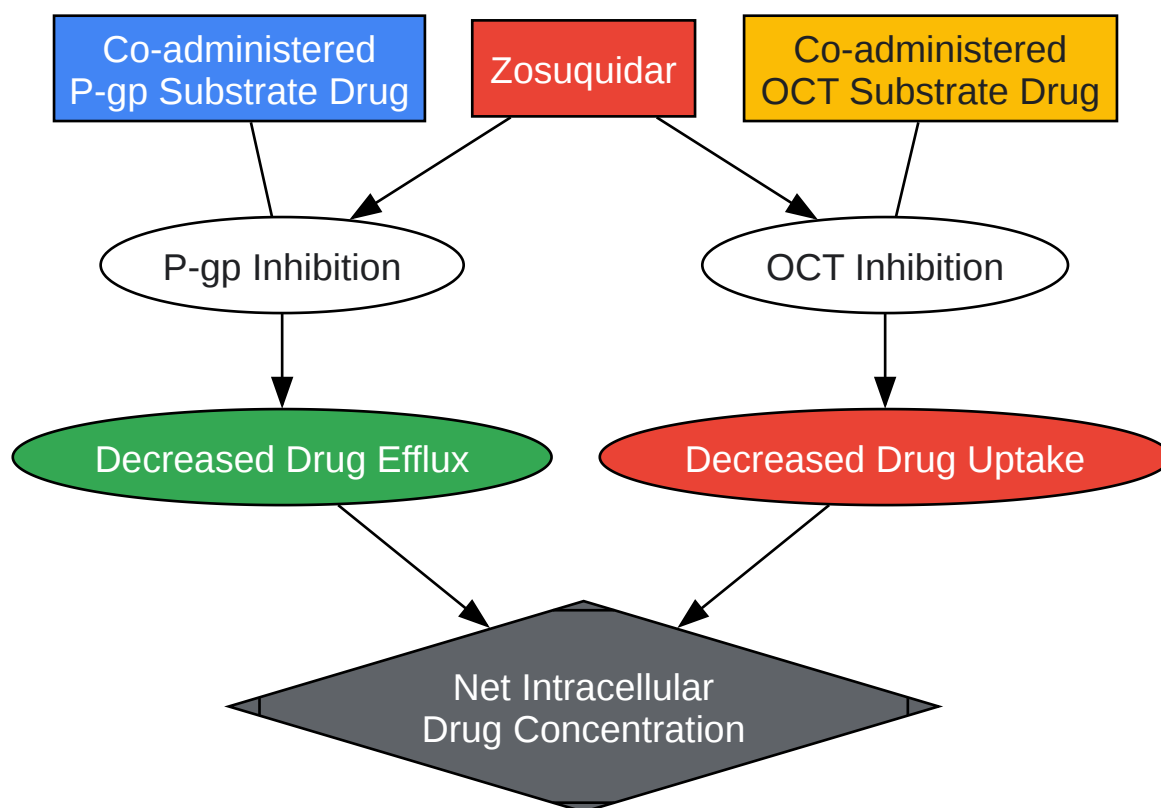 Co-administered
P-gp Substrate Drug
Zosuquidar
Co-administered
OCT Substrate Drug
P-gp Inhibition
OCT Inhibition
Decreased Drug Efflux
Decreased Drug Uptake
Net Intracellular
Drug Concentration